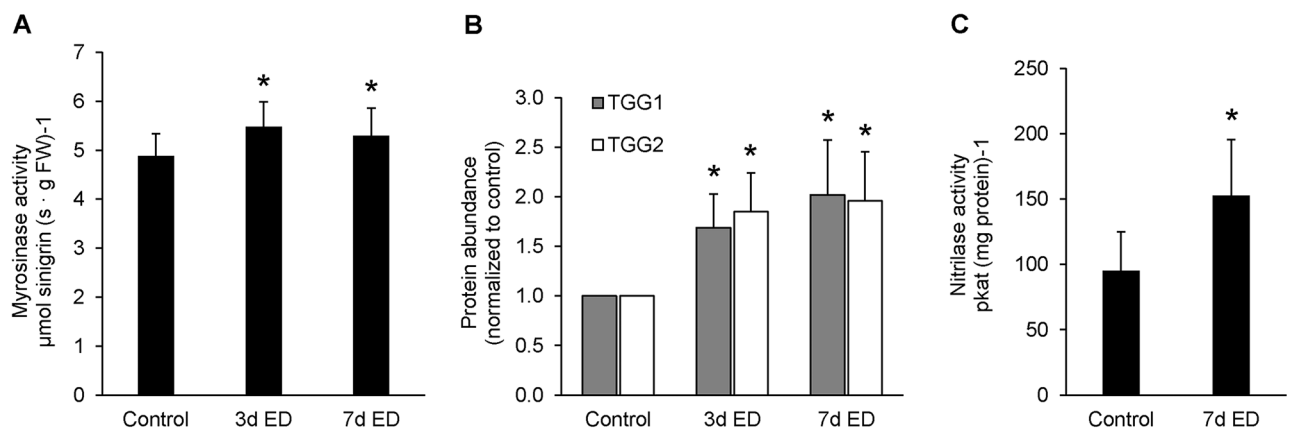 A
Myrosinase activity
µmol sinigrin (s · g FW)-1
7
6
5
4
3
2
1
0
*
*
Control
3d ED
7d ED
B
Protein abundance
(normalized to control)
3.0
2.5
2.0
1.5
1.0
0.5
0.0
TGG1
TGG2
*
*
*
*
Control
3d ED
7d ED
C
Nitrilase activity
pkat (mg protein)-1
250
200
150
100
50
0
*
Control
7d ED